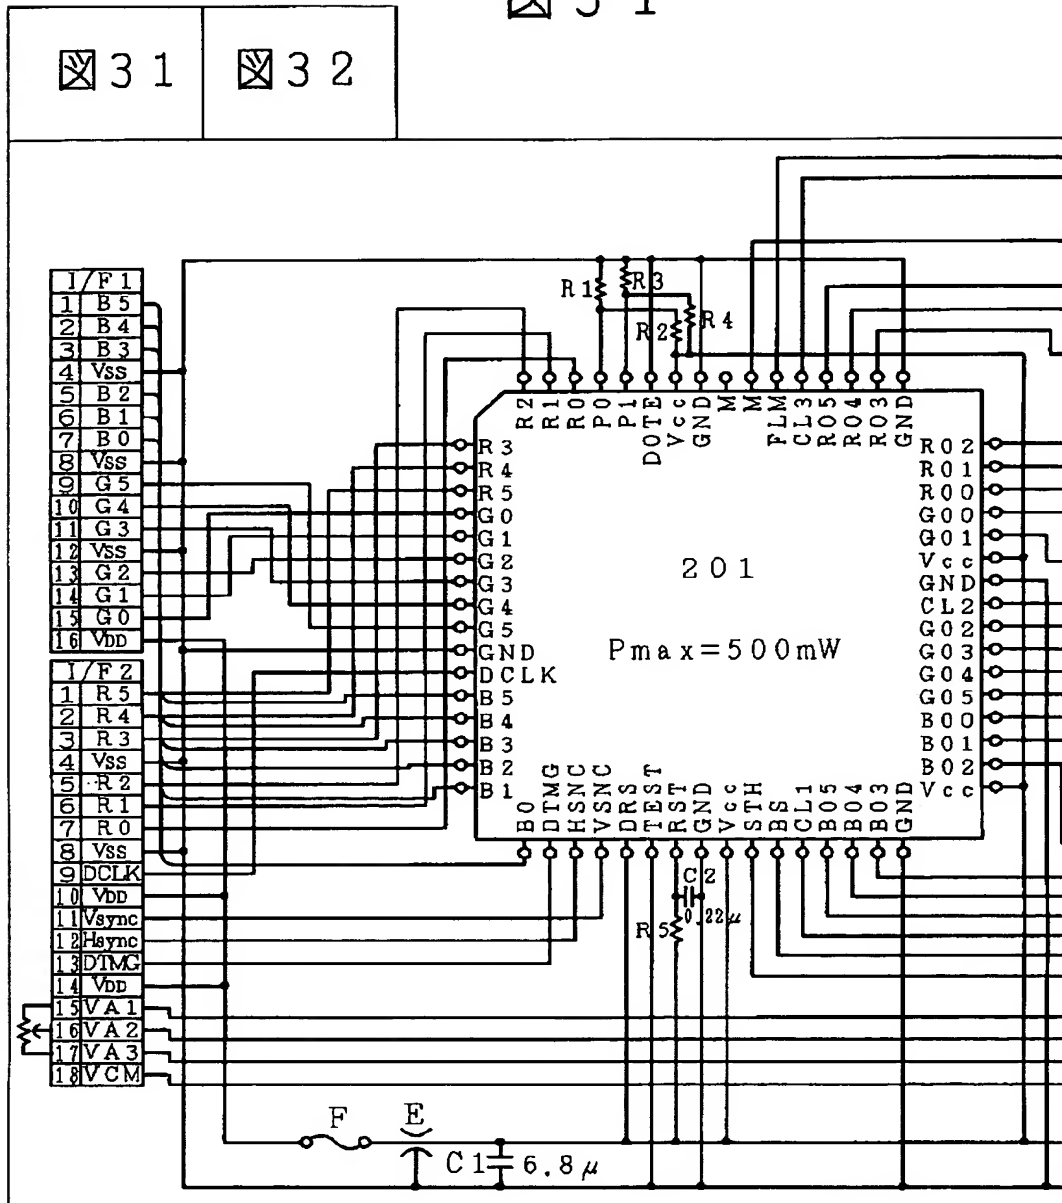 図31
図31 図32
I/F1
1 B5
2 B4
3 B3
4 VSS
5 B2
6 B1
7 B0
8 VSS
9 G5
10 G4
11 G3
12 VSS
13 G2
14 G1
15 G0
16 VDD
I/F2
1 R5
2 R4
3 R3
4 VSS
5 R2
6 R1
7 R0
8 VSS
9 DCLK
10 VDD
11 Vsync
12 Hsync
13 DTMG
14 VDD
15 VA1
16 VA2
17 VA3
18 VCM
R1
R3
R2
R4
R2
R1
R0
P0
P1
DOTE
Vcc
GND
M
M
FLM
CL3
R05
R04
R03
GND
R3
R4
R5
G0
G1
G2
G3
G4
G5
GND
DCLK
B5
B4
B3
B2
B1
201
Pmax=500mW
R02
R01
R00
G00
G01
Vcc
GND
CL2
G02
G03
G04
G05
B00
B01
B02
Vcc
B0
DTMG
HSNC
VSNC
DRS
TEST
RST
GND
Vcc
STH
BS
CL1
B05
B04
B03
GND
C2
0.22μ
R5
F
E
C1
6.8μ